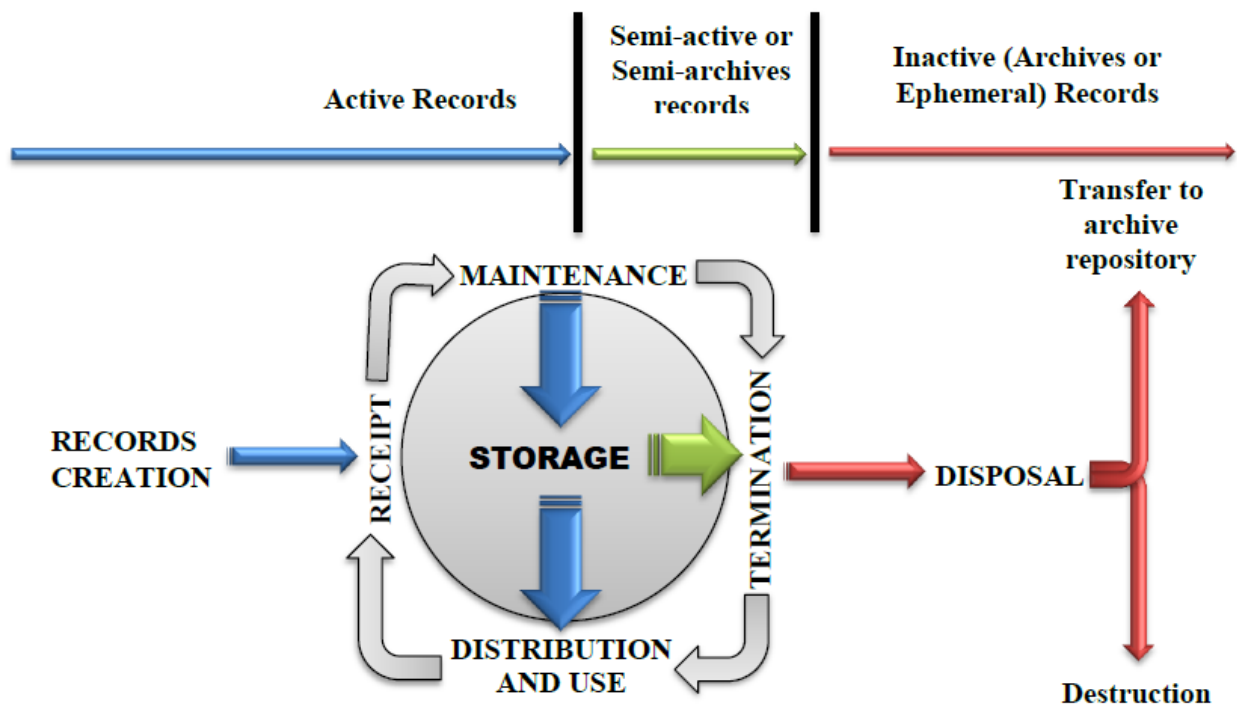 Active Records
Semi-active or
Semi-archives
records
Inactive (Archives or
Ephemeral) Records
Transfer to
archive
repository
MAINTENANCE
RECORDS
CREATION
RECEIPT
STORAGE
TERMINATION
DISPOSAL
DISTRIBUTION
AND USE
Destruction